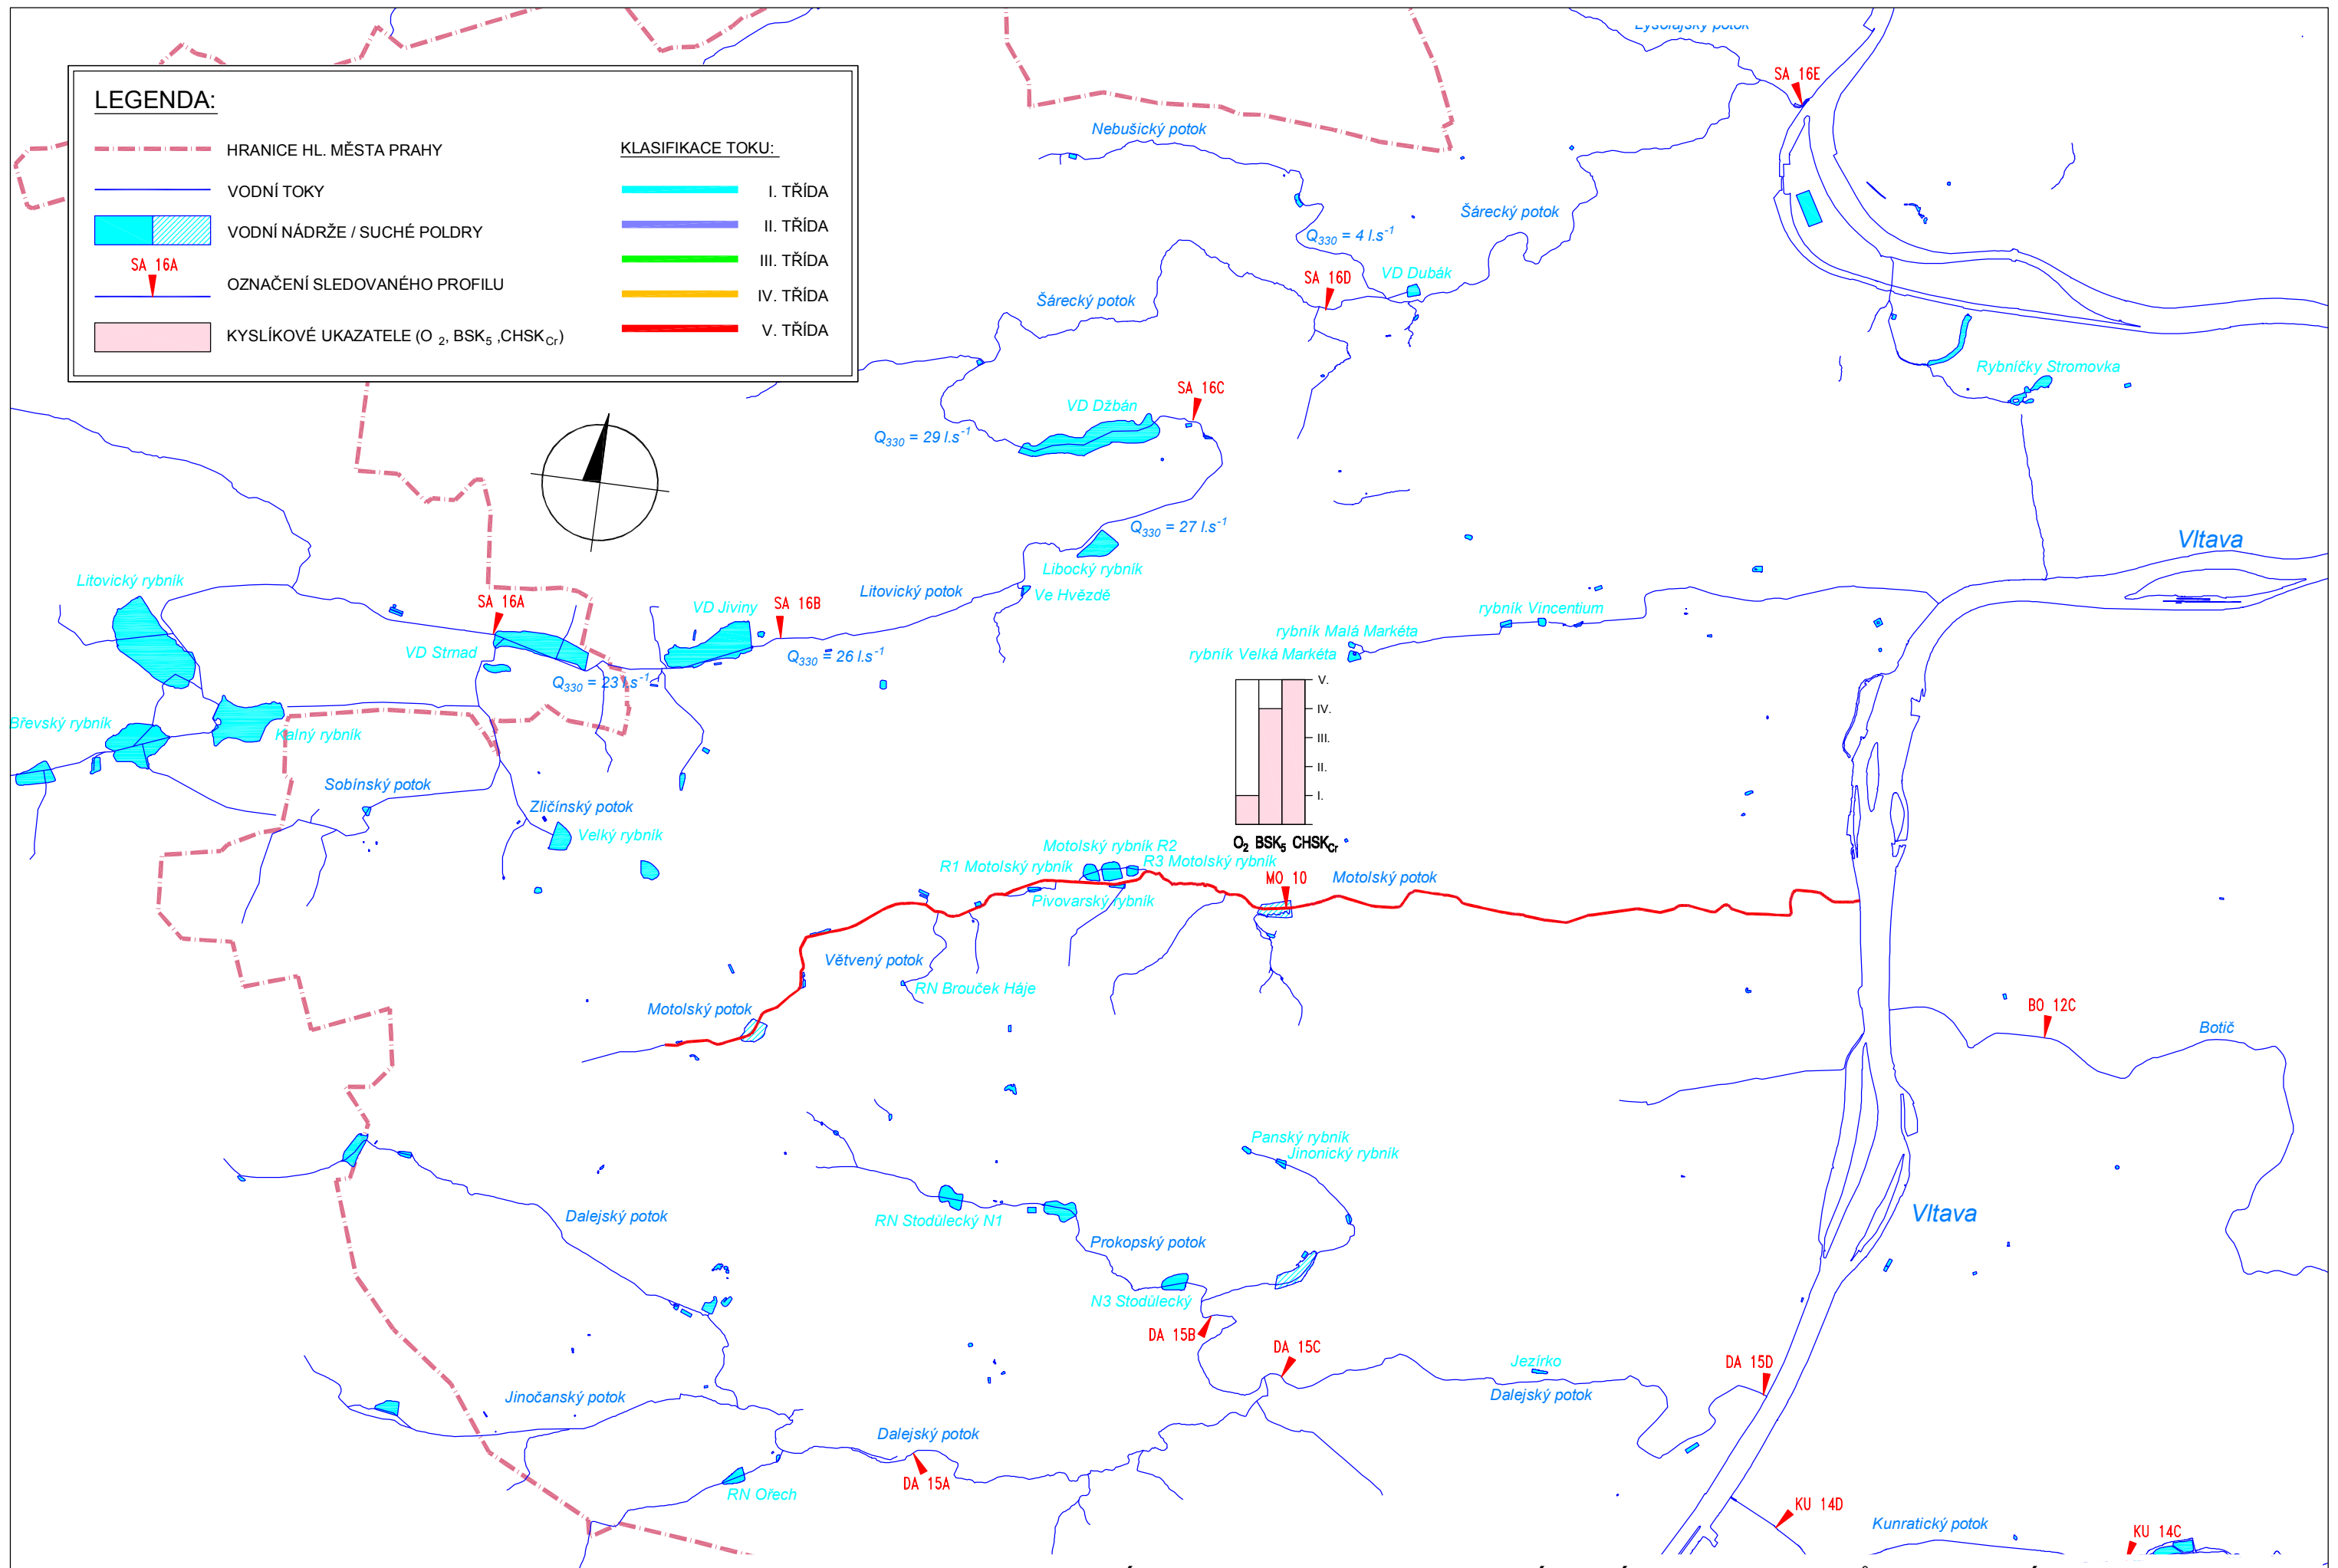 Lysolajský potok
SA 16E
LEGENDA:
HRANICE HL. MĚSTA PRAHY
VODNÍ TOKY
VODNÍ NÁDRŽE / SUCHÉ POLDRY
SA 16A
OZNAČENÍ SLEDOVANÉHO PROFILU
KYSLÍKOVÉ UKAZATELE (O 2, BSK5 ,CHSKCr)
KLASIFIKACE TOKU:
I. TŘÍDA
II. TŘÍDA
III. TŘÍDA
IV. TŘÍDA
V. TŘÍDA
Nebušický potok
Šárecký potok
Q330 = 4 l.s-1
VD Dubák
SA 16D
Šárecký potok
Rybníčky Stromovka
SA 16C
VD Džbán
Q330 = 29 l.s-1
Q330 = 27 l.s-1
Vltava
Libocký rybník
Litovický rybník
Litovický potok
Ve Hvězdě
SA 16A
VD Jiviny
SA 16B
rybník Vincentium
rybník Malá Markéta
rybník Velká Markéta
VD Strnad
Q330 = 26 l.s-1
Q330 = 23 l.s-1
Břevský rybník
Kalný rybník
V.
IV.
III.
II.
I.
O2 BSK5 CHSKCr
Sobínský potok
Zličínský potok
Velký rybník
Motolský rybník R2
R1 Motolský rybník
R3 Motolský rybník
MO 10
Motolský potok
Pivovarský rybník
Větvený potok
RN Brouček Háje
Motolský potok
BO 12C
Botič
Panský rybník
Jinonický rybník
Dalejský potok
RN Stodůlecký N1
Vltava
Prokopský potok
N3 Stodůlecký
DA 15B
DA 15C
Jezírko
DA 15D
Dalejský potok
Jinočanský potok
Dalejský potok
DA 15A
RN Ořech
KU 14D
Kunratický potok
KU 14C